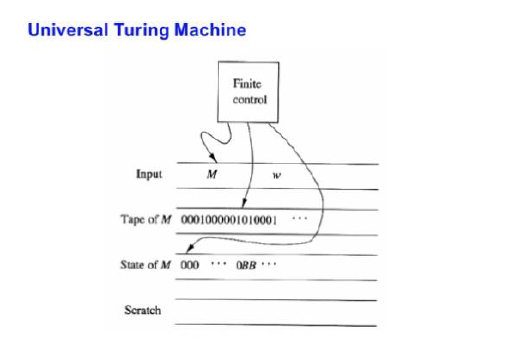 Universal Turing Machine
Finite
control
Input M w
Tape of M 0001000001010001 ...
State of M 000 ... 0BB ...
Scratch